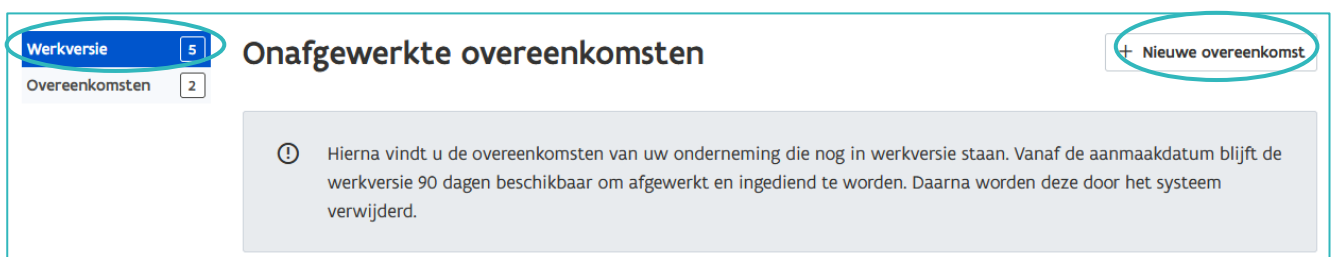 Werkversie 5
Overeenkomsten 2
Onafgewerkte overeenkomsten
+ Nieuwe overeenkomst
Hierna vindt u de overeenkomsten van uw onderneming die nog in werkversie staan. Vanaf de aanmaakdatum blijft de
werkversie 90 dagen beschikbaar om afgewerkt en ingediend te worden. Daarna worden deze door het systeem
verwijderd.